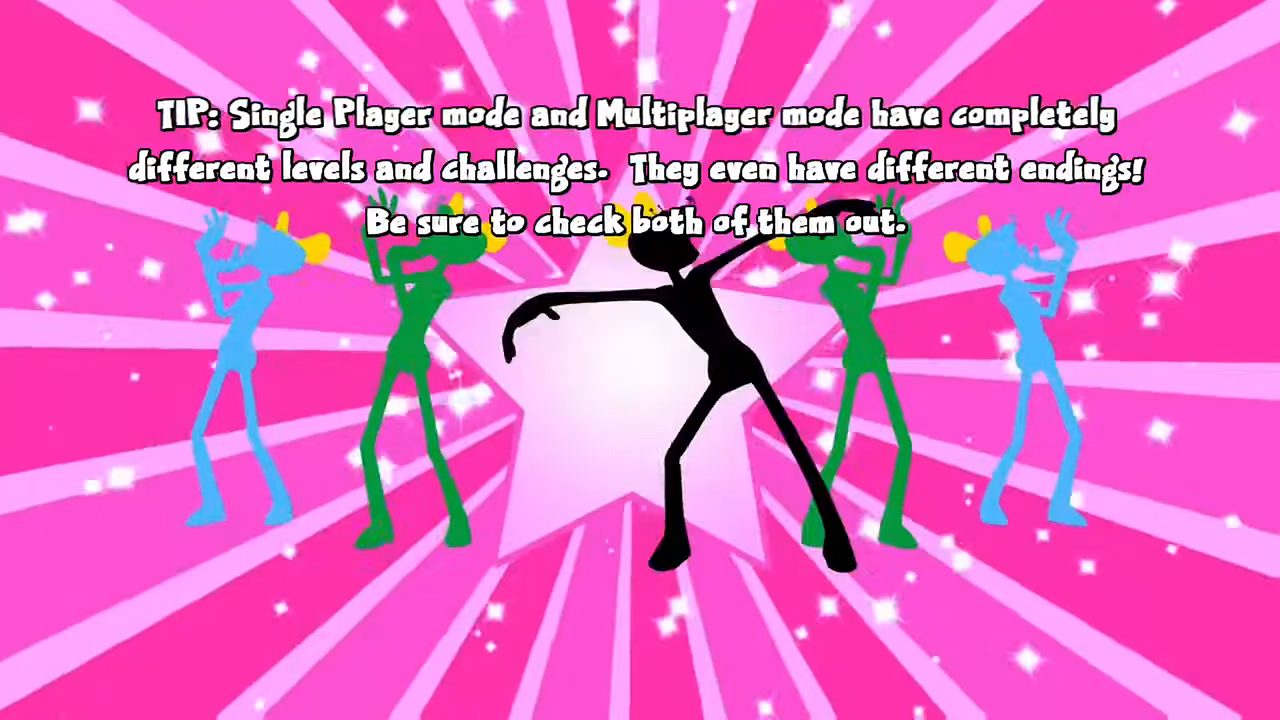 TIP: Single Player mode and Multiplayer mode have completely
different levels and challenges.  They even have different endings!
Be sure to check both of them out.